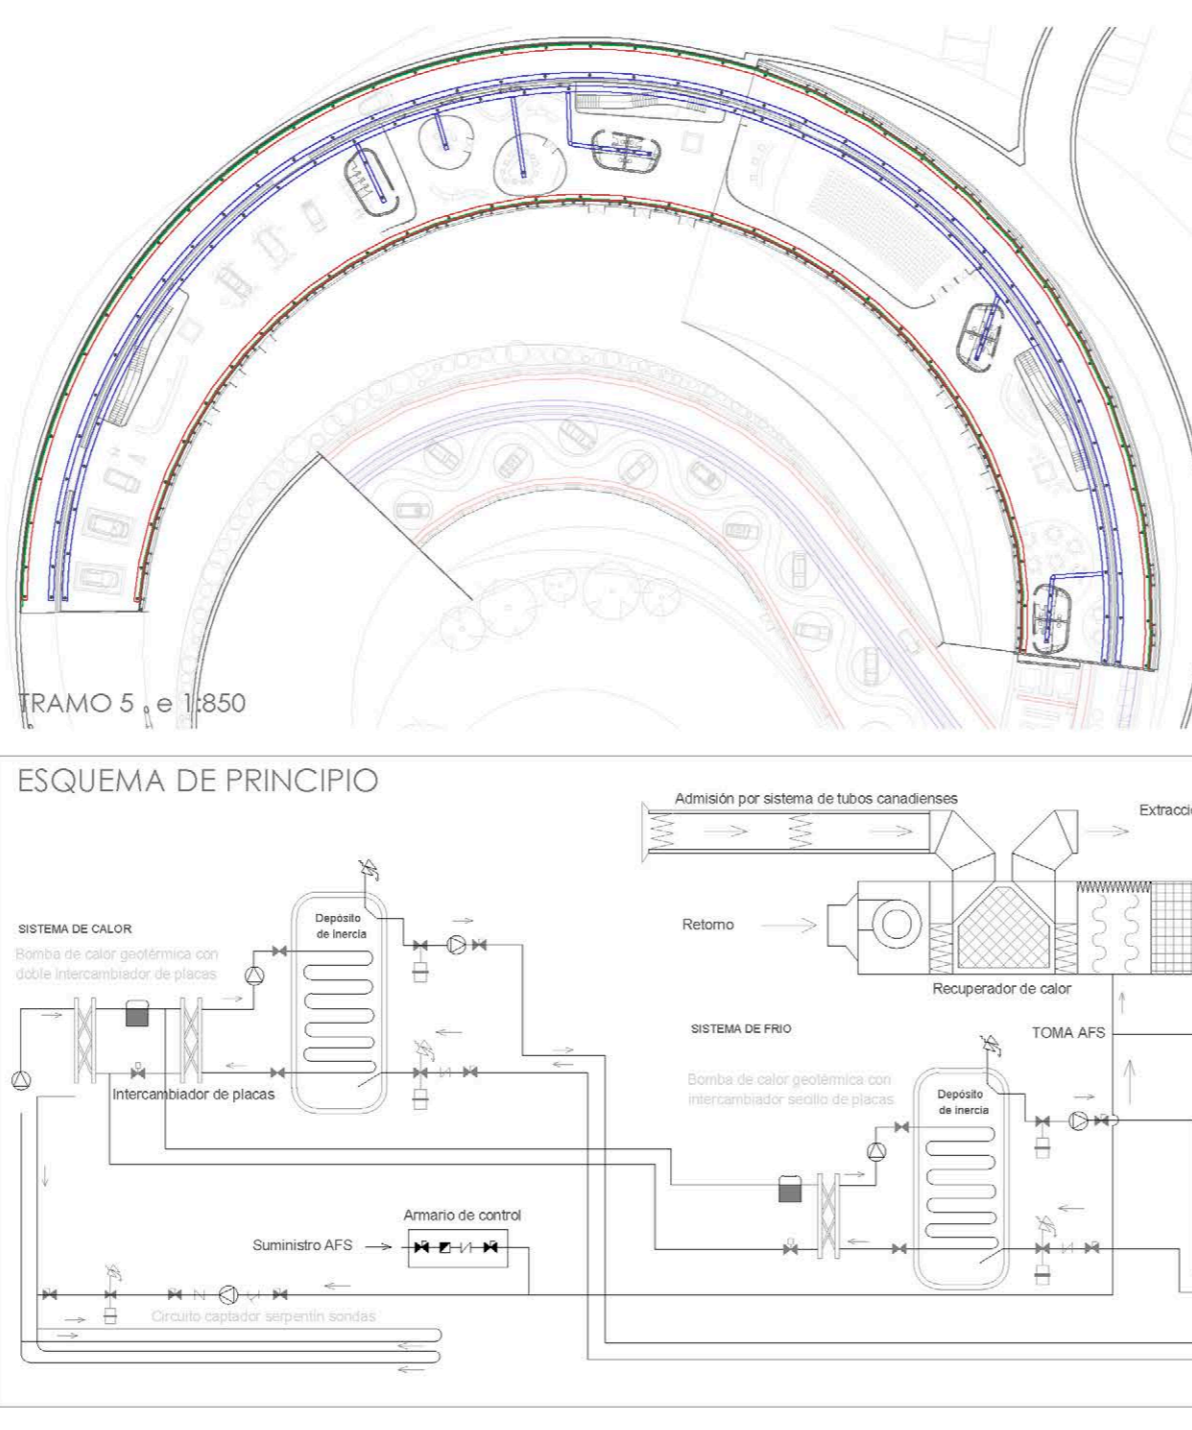 TRAMO 5 . e 1:850
ESQUEMA DE PRINCIPIO
Admisión por sistema de tubos canadienses
Extracci
Retorno
Recuperador de calor
SISTEMA DE CALOR
Bomba de calor geotérmica con
doble intercambiador de placas
Depósito
de inercia
Intercambiador de placas
SISTEMA DE FRIO
TOMA AFS
Bomba de calor geotérmica con
intercambiador secillo de placas
Depósito
de inercia
Armario de control
Suministro AFS
Circuito captador serpentín sondas